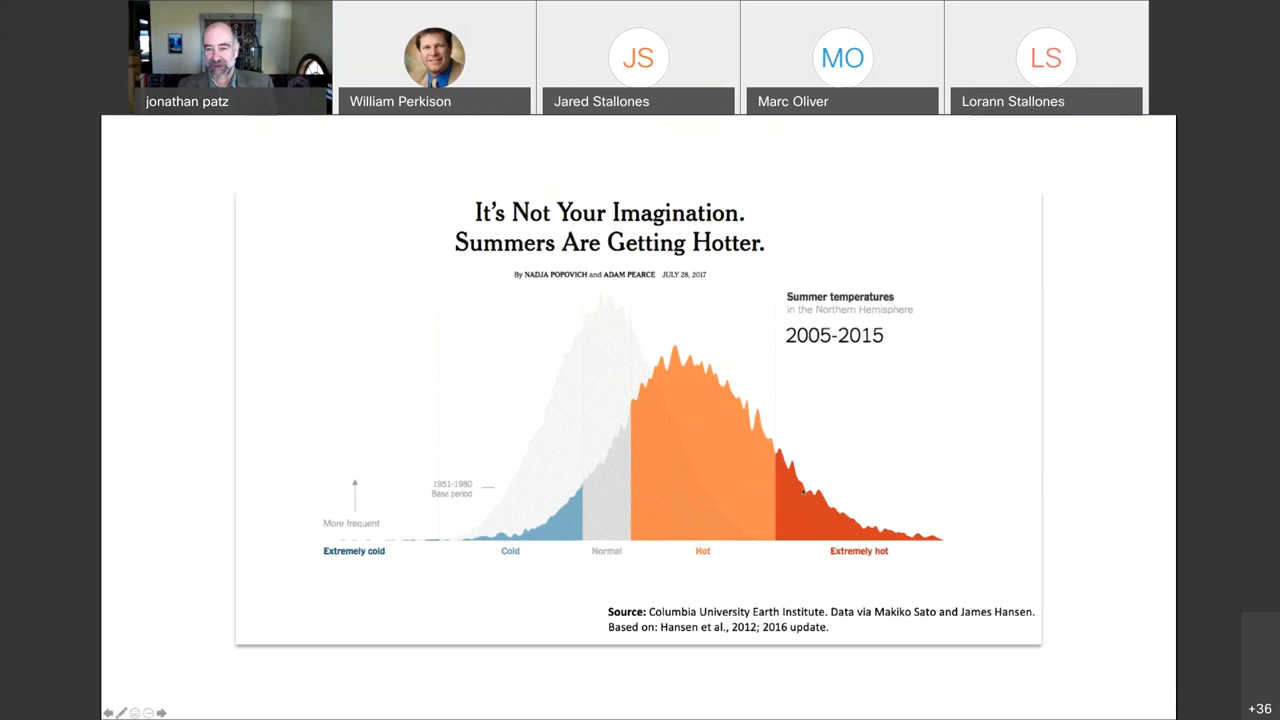 JS
MO
LS
jonathan patz
William Perkison
Jared Stallones
Marc Oliver
Lorann Stallones
It's Not Your Imagination.
Summers Are Getting Hotter.
By NADJA POPOVICH and ADAM PEARCE JULY 28, 2017
Summer temperatures
in the Northern Hemisphere
2005-2015
1951-1980
Base period
More frequent
Extremely cold
Cold
Normal
Hot
Extremely hot
Source: Columbia University Earth Institute. Data via Makiko Sato and James Hansen.
Based on: Hansen et al., 2012; 2016 update.
+36